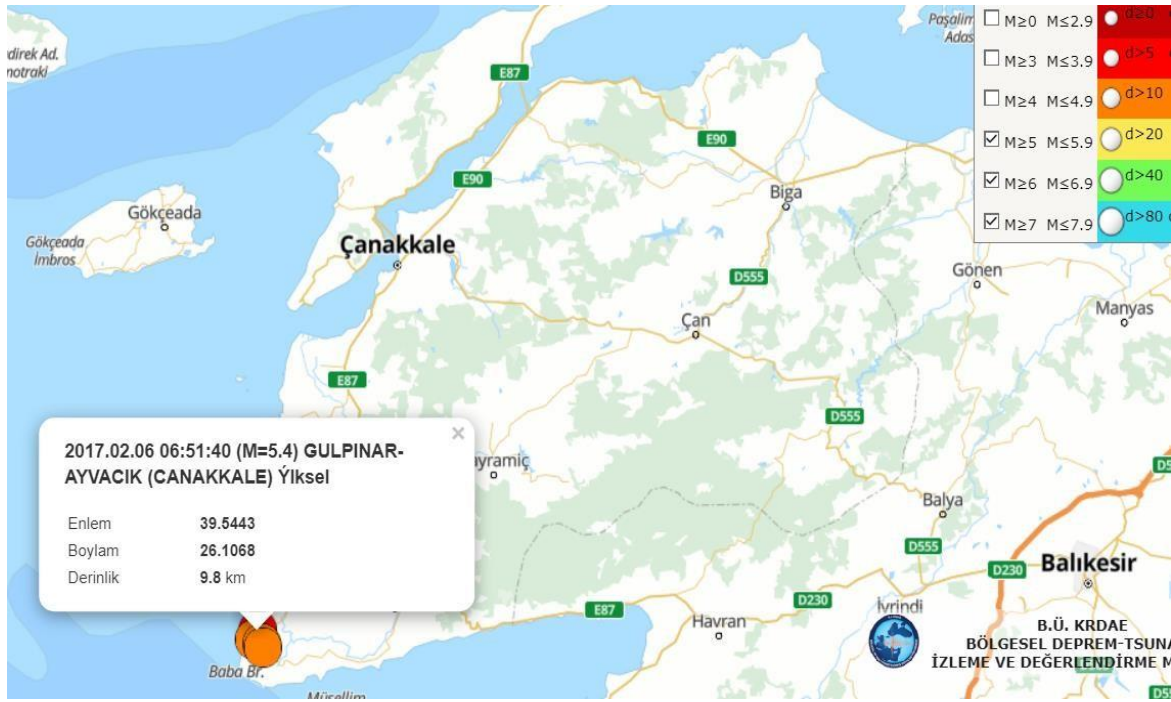 direk Ad.
notraki
Paşalim
Adas
M≥0 M≤2.9 d≥0
M≥3 M≤3.9 d>5
M≥4 M≤4.9 d>10
M≥5 M≤5.9 d>20
M≥6 M≤6.9 d>40
M≥7 M≤7.9 d>80
E87
E90
E90
Biga
Gökçeada
Gökçeada
İmbros
Çanakkale
D555
Gönen
Manyas
Çan
E87
D555
2017.02.06 06:51:40 (M=5.4) GULPINAR-
AYVACIK (CANAKKALE) Ýlksel
×
Enlem 39.5443
Boylam 26.1068
Derinlik 9.8 km
yramiç
Balya
D5
D555
D230
Balıkesir
E87
D230
İvrindi
Havran
B.Ü. KRDAE
BÖLGESEL DEPREM-TSUNA
İZLEME VE DEĞERLENDİRME M
Baba Br.
Müsellim
D55